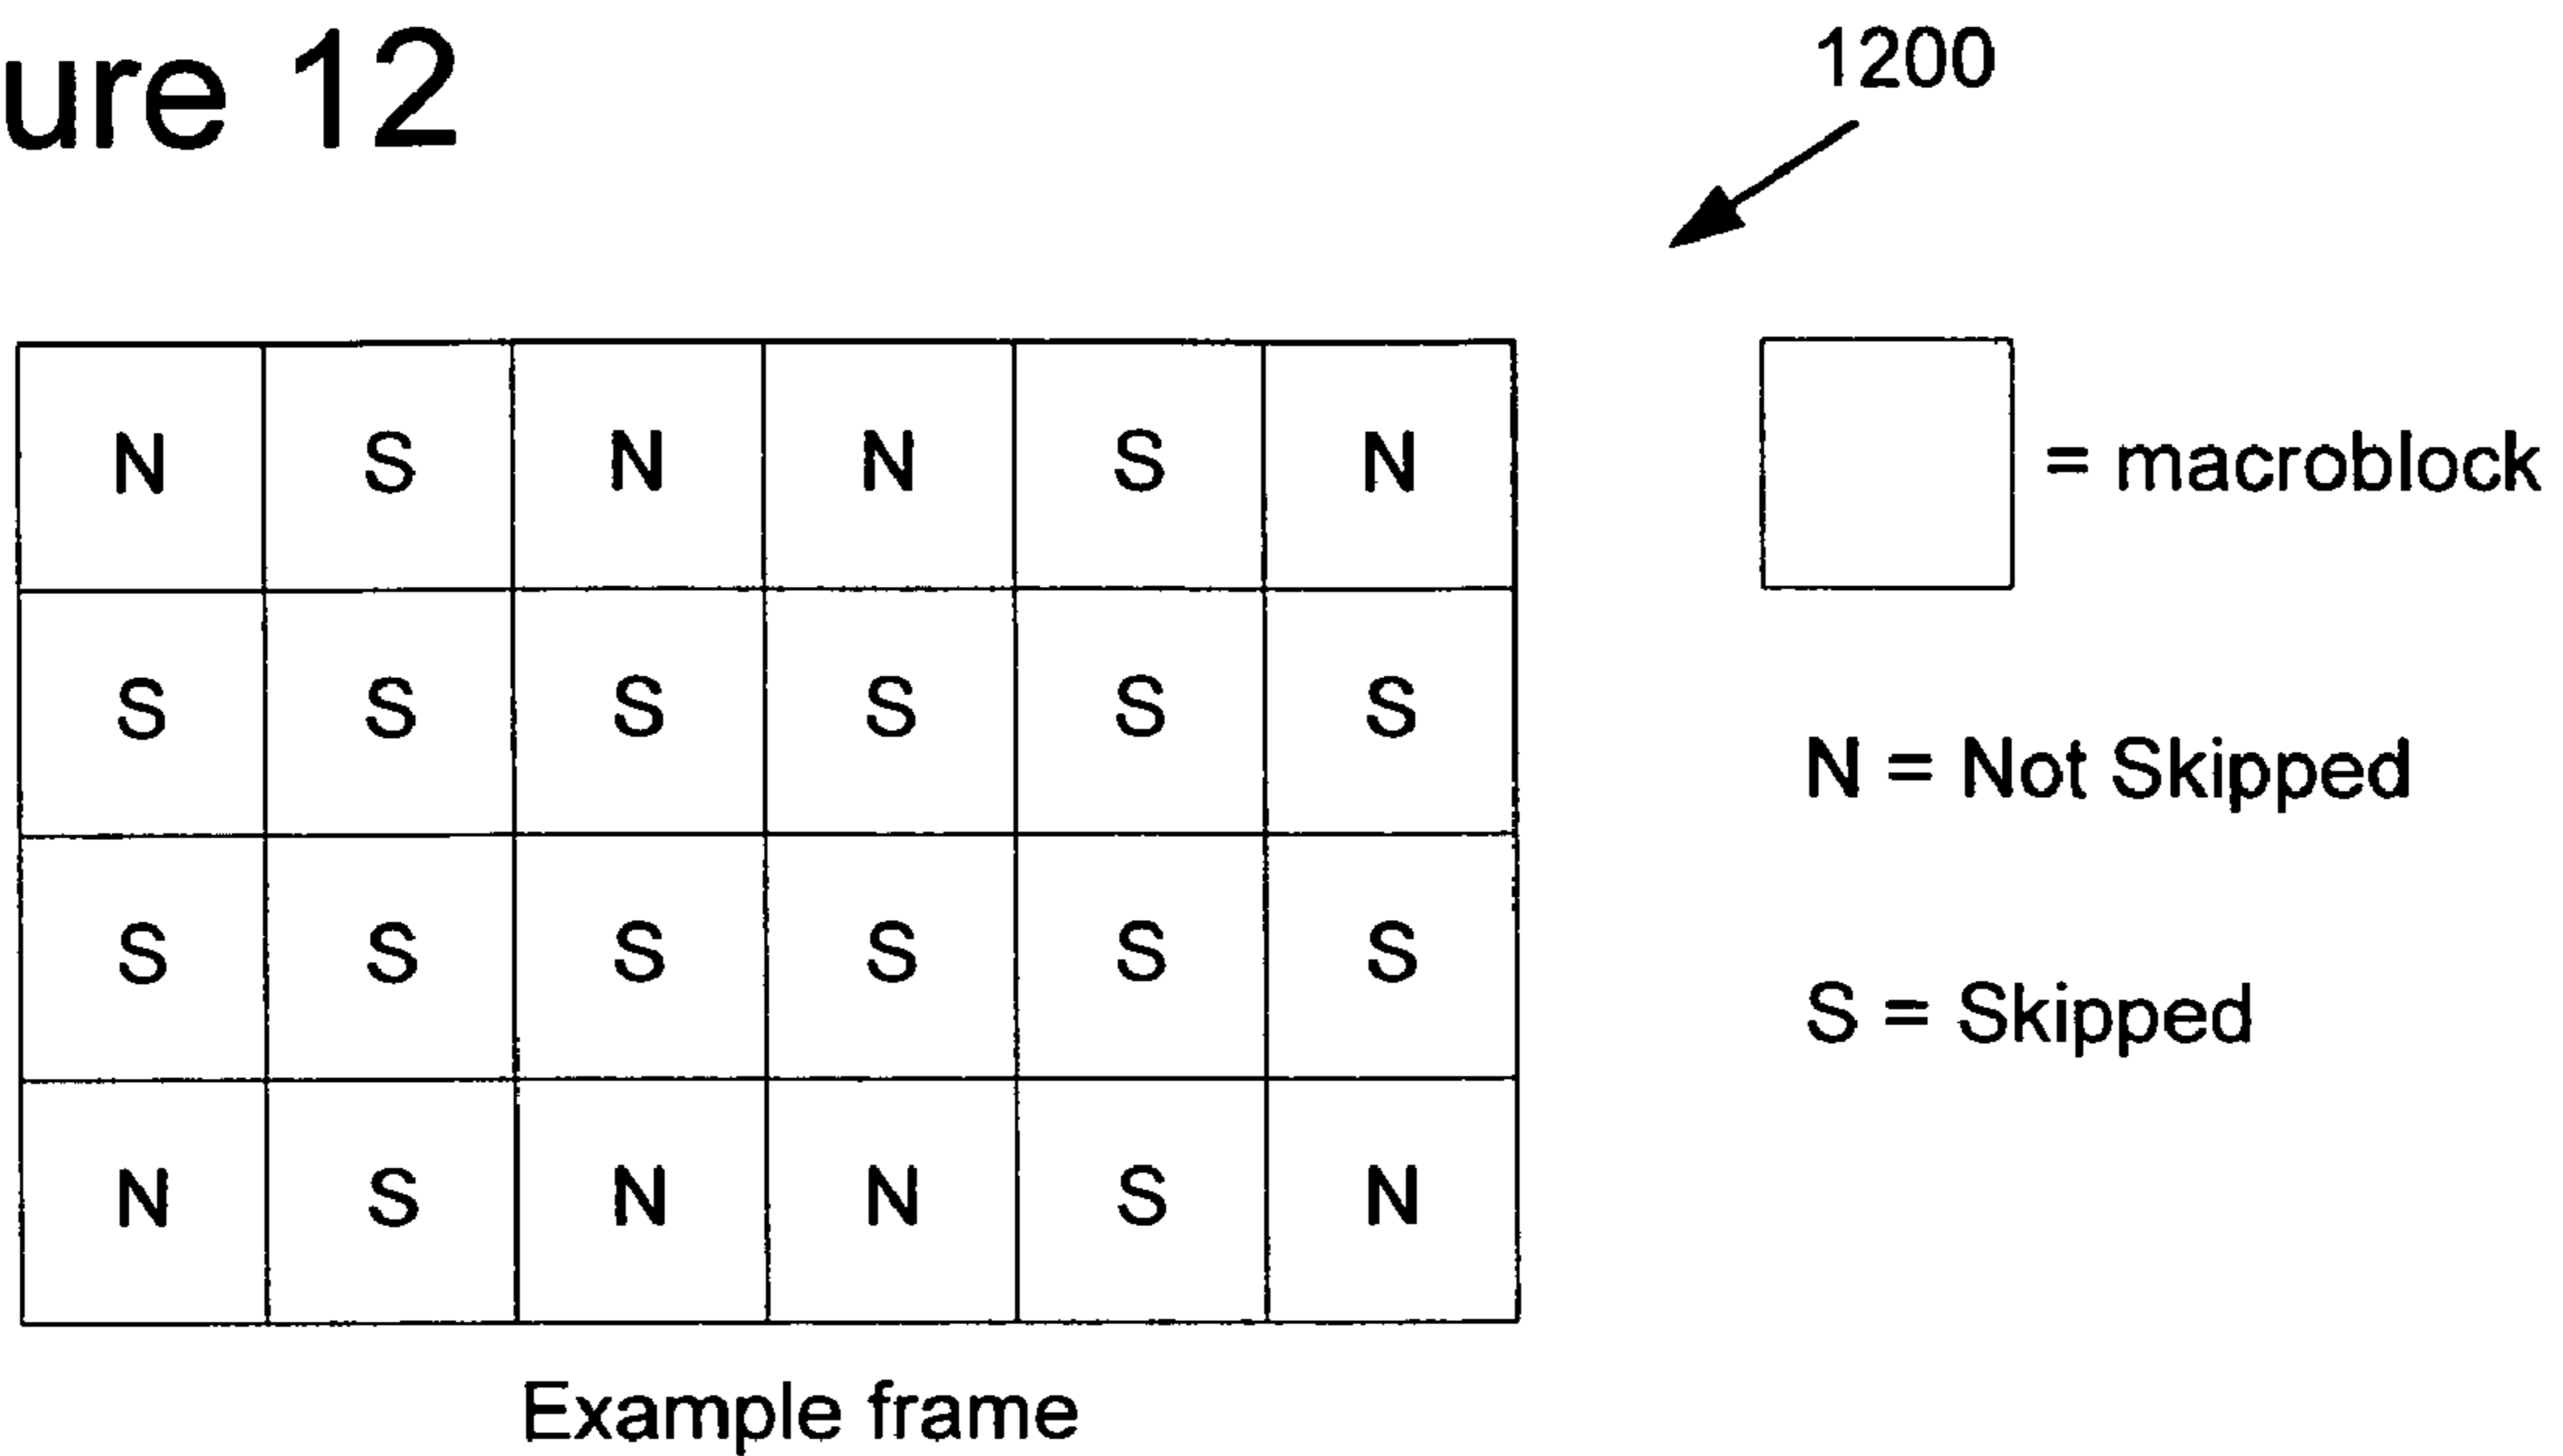 ure 12
1200
N S N N S N
S S S S S S
S S S S S S
N S N N S N
= macroblock
N = Not Skipped
S = Skipped
Example frame